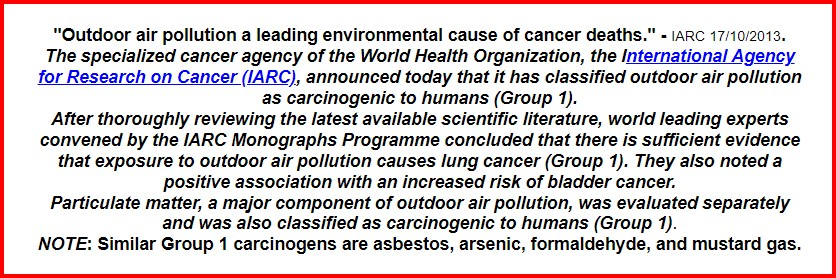 "Outdoor air pollution a leading environmental cause of cancer deaths." - IARC 17/10/2013.
The specialized cancer agency of the World Health Organization, the International Agency
for Research on Cancer (IARC), announced today that it has classified outdoor air pollution
as carcinogenic to humans (Group 1).
After thoroughly reviewing the latest available scientific literature, world leading experts
convened by the IARC Monographs Programme concluded that there is sufficient evidence
that exposure to outdoor air pollution causes lung cancer (Group 1). They also noted a
positive association with an increased risk of bladder cancer.
Particulate matter, a major component of outdoor air pollution, was evaluated separately
and was also classified as carcinogenic to humans (Group 1).
NOTE: Similar Group 1 carcinogens are asbestos, arsenic, formaldehyde, and mustard gas.